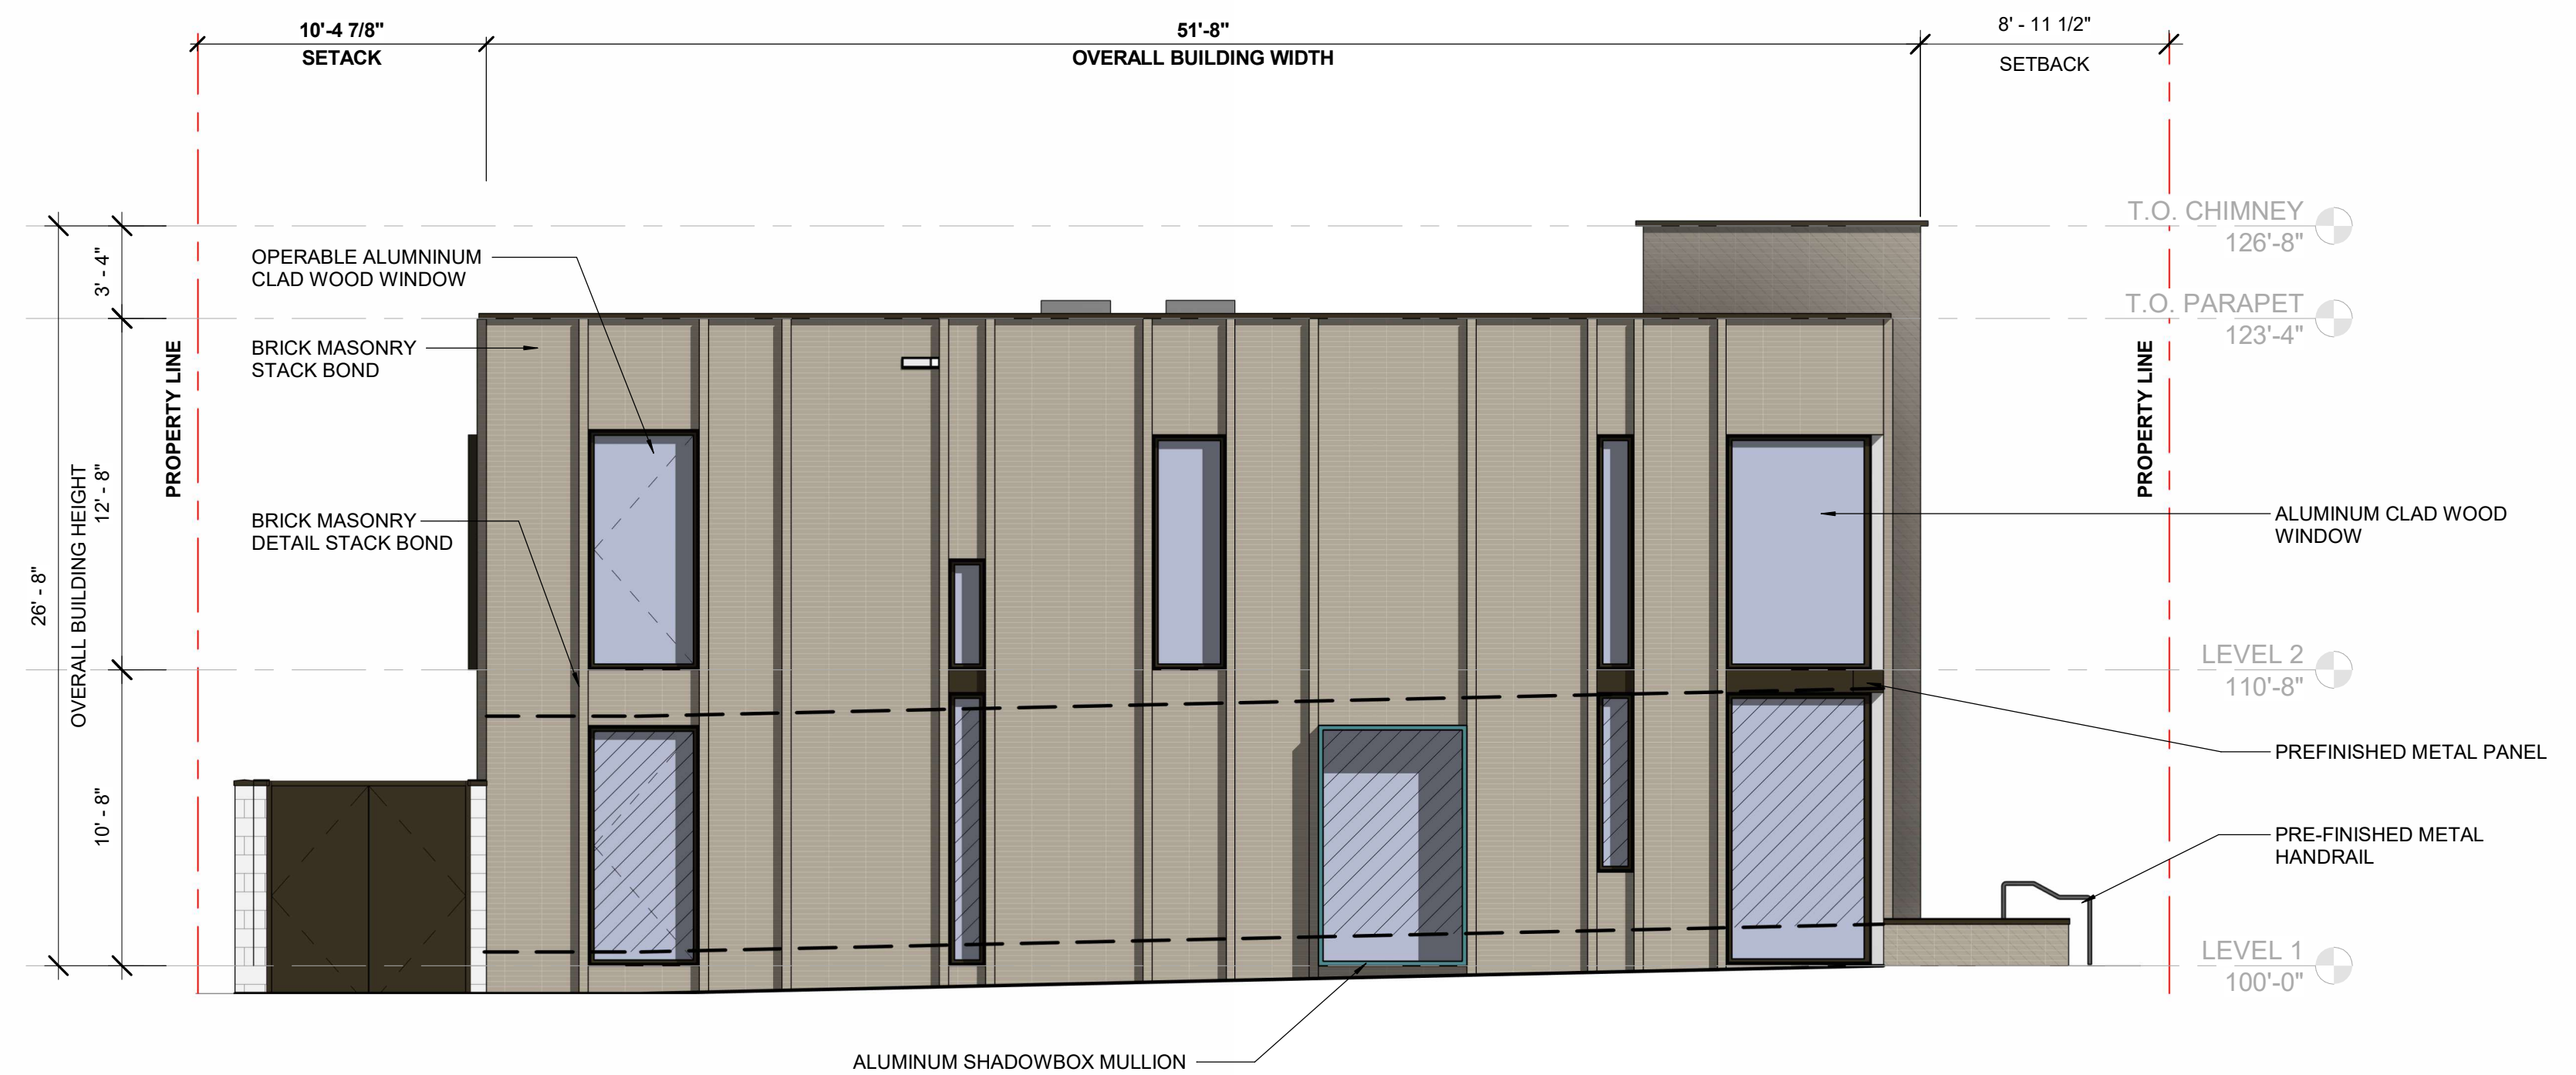 10'-4 7/8"
SETACK
51'-8"
OVERALL BUILDING WIDTH
8' - 11 1/2"
SETBACK
T.O. CHIMNEY
126'-8"
3' - 4"
OPERABLE ALUMNINUM
CLAD WOOD WINDOW
T.O. PARAPET
123'-4"
BRICK MASONRY
STACK BOND
PROPERTY LINE
PROPERTY LINE
12' - 8"
OVERALL BUILDING HEIGHT
26' - 8"
BRICK MASONRY
DETAIL STACK BOND
ALUMINUM CLAD WOOD
WINDOW
LEVEL 2
110'-8"
PREFINISHED METAL PANEL
10' - 8"
PRE-FINISHED METAL
HANDRAIL
LEVEL 1
100'-0"
ALUMINUM SHADOWBOX MULLION